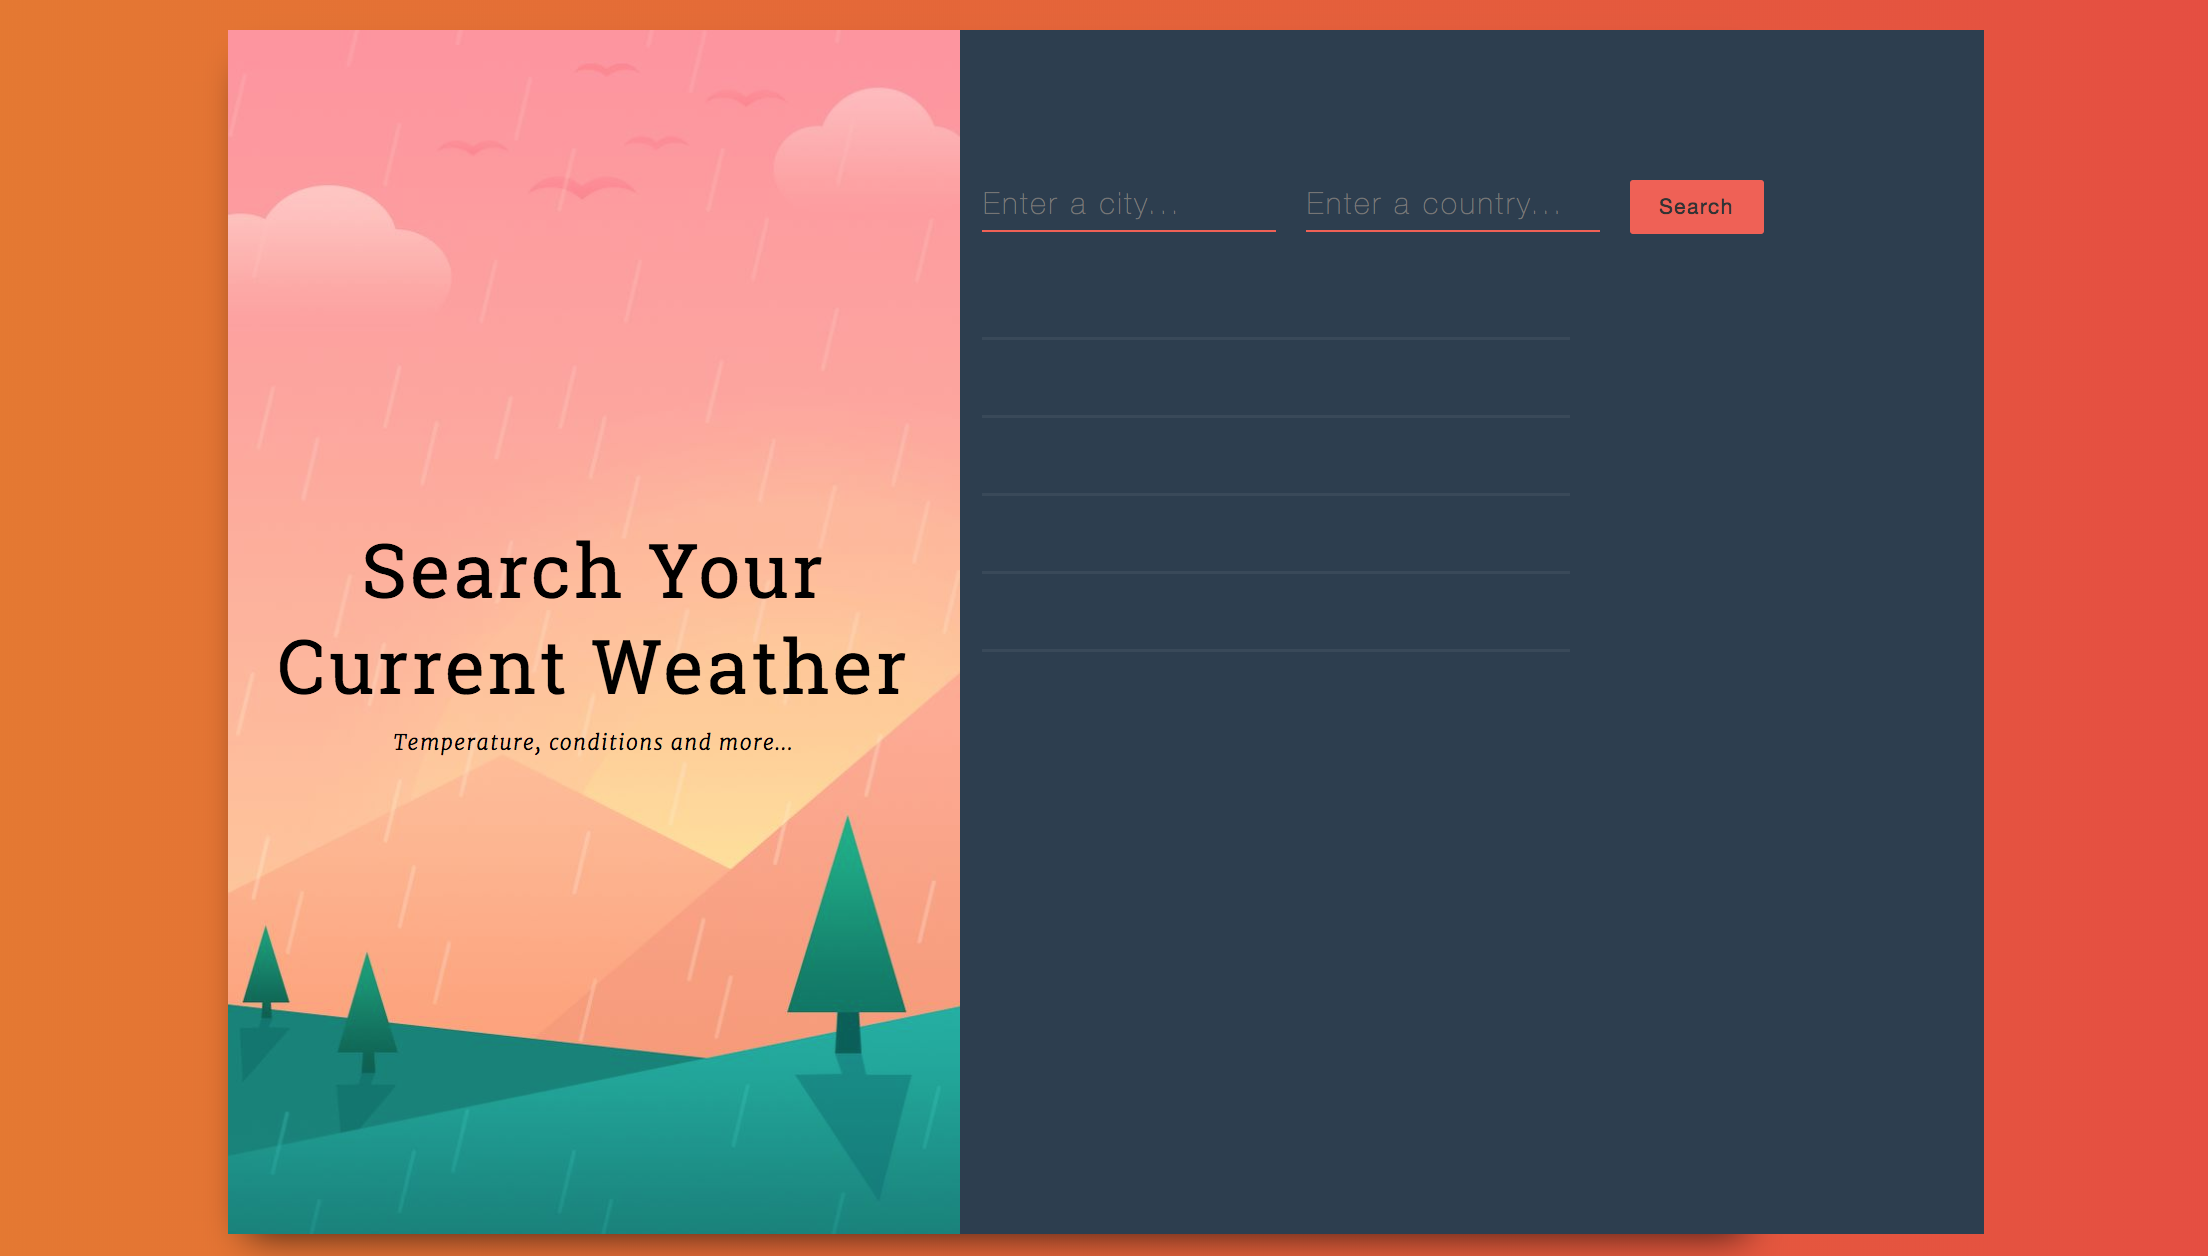 Search Your
Current Weather
Temperature, conditions and more...
Enter a city...
Enter a country...
Search